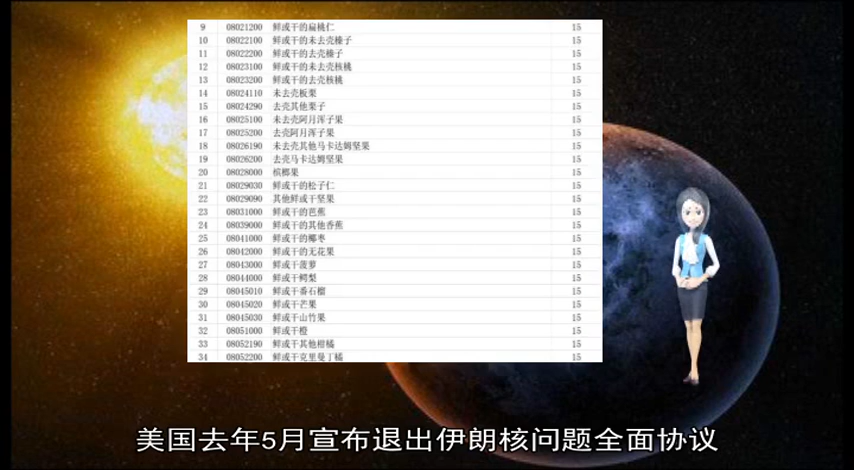 9 08021200 鲜或干的扁桃仁 15
10 08022100 鲜或干的未去壳榛子 15
11 08022200 鲜或干的去壳榛子 15
12 08023100 鲜或干的未去壳核桃 15
13 08023200 鲜或干的去壳核桃 15
14 08024110 未去壳板栗 15
15 08024290 去壳其他栗子 15
16 08025100 未去壳阿月浑子果 15
17 08025200 去壳阿月浑子果 15
18 08026190 未去壳其他马卡达姆坚果 15
19 08026200 去壳马卡达姆坚果 15
20 08028000 槟榔果 15
21 08029030 鲜或干的松子仁 15
22 08029090 其他鲜或干坚果 15
23 08031000 鲜或干的芭蕉 15
24 08039000 鲜或干的其他香蕉 15
25 08041000 鲜或干的椰枣 15
26 08042000 鲜或干的无花果 15
27 08043000 鲜或干菠萝 15
28 08044000 鲜或干鳄梨 15
29 08045010 鲜或干番石榴 15
30 08045020 鲜或干芒果 15
31 08045030 鲜或干山竹果 15
32 08051000 鲜或干橙 15
33 08052190 鲜或干其他柑橘 15
34 08052200 鲜或干克里曼丁橘 15
美国去年5月宣布退出伊朗核问题全面协议